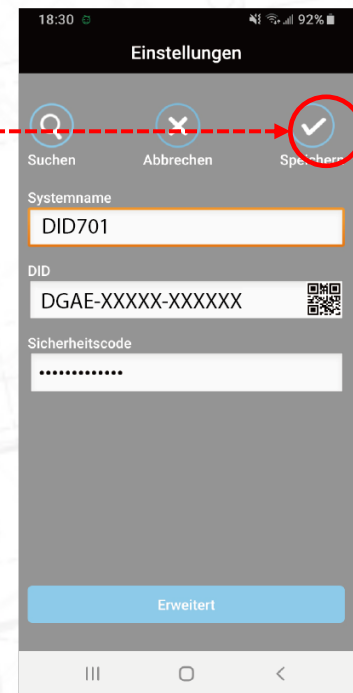 18:30 92%
Einstellungen
Suchen Abbrechen Speichern
Systemname
DID701
DID
DGAE-XXXXX-XXXXXX
Sicherheitscode
•••••••••••••
Erweitert